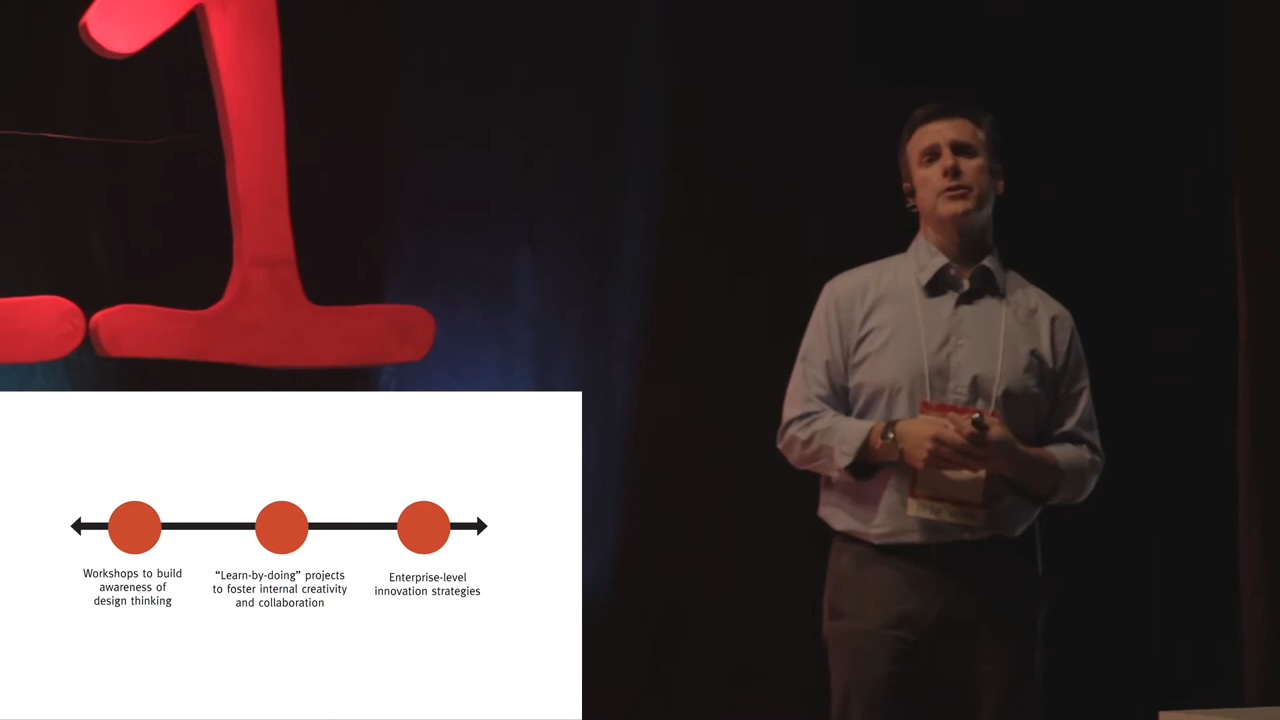 1
Workshops to build
awareness of
design thinking
“Learn-by-doing” projects
to foster internal creativity
and collaboration
Enterprise-level
innovation strategies